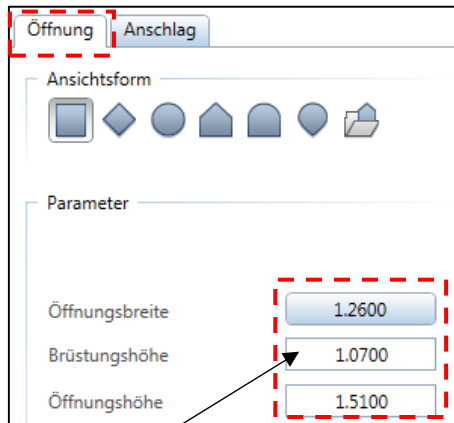 Öffnung Anschlag
Ansichtsform
Parameter
Öffnungsbreite 1.2600
Brüstungshöhe 1.0700
Öffnungshöhe 1.5100